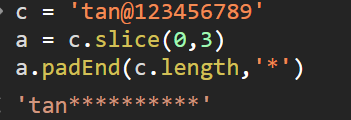 c = 'tan@123456789'
a = c.slice(0,3)
a.padEnd(c.length,'*')
'tan**********'